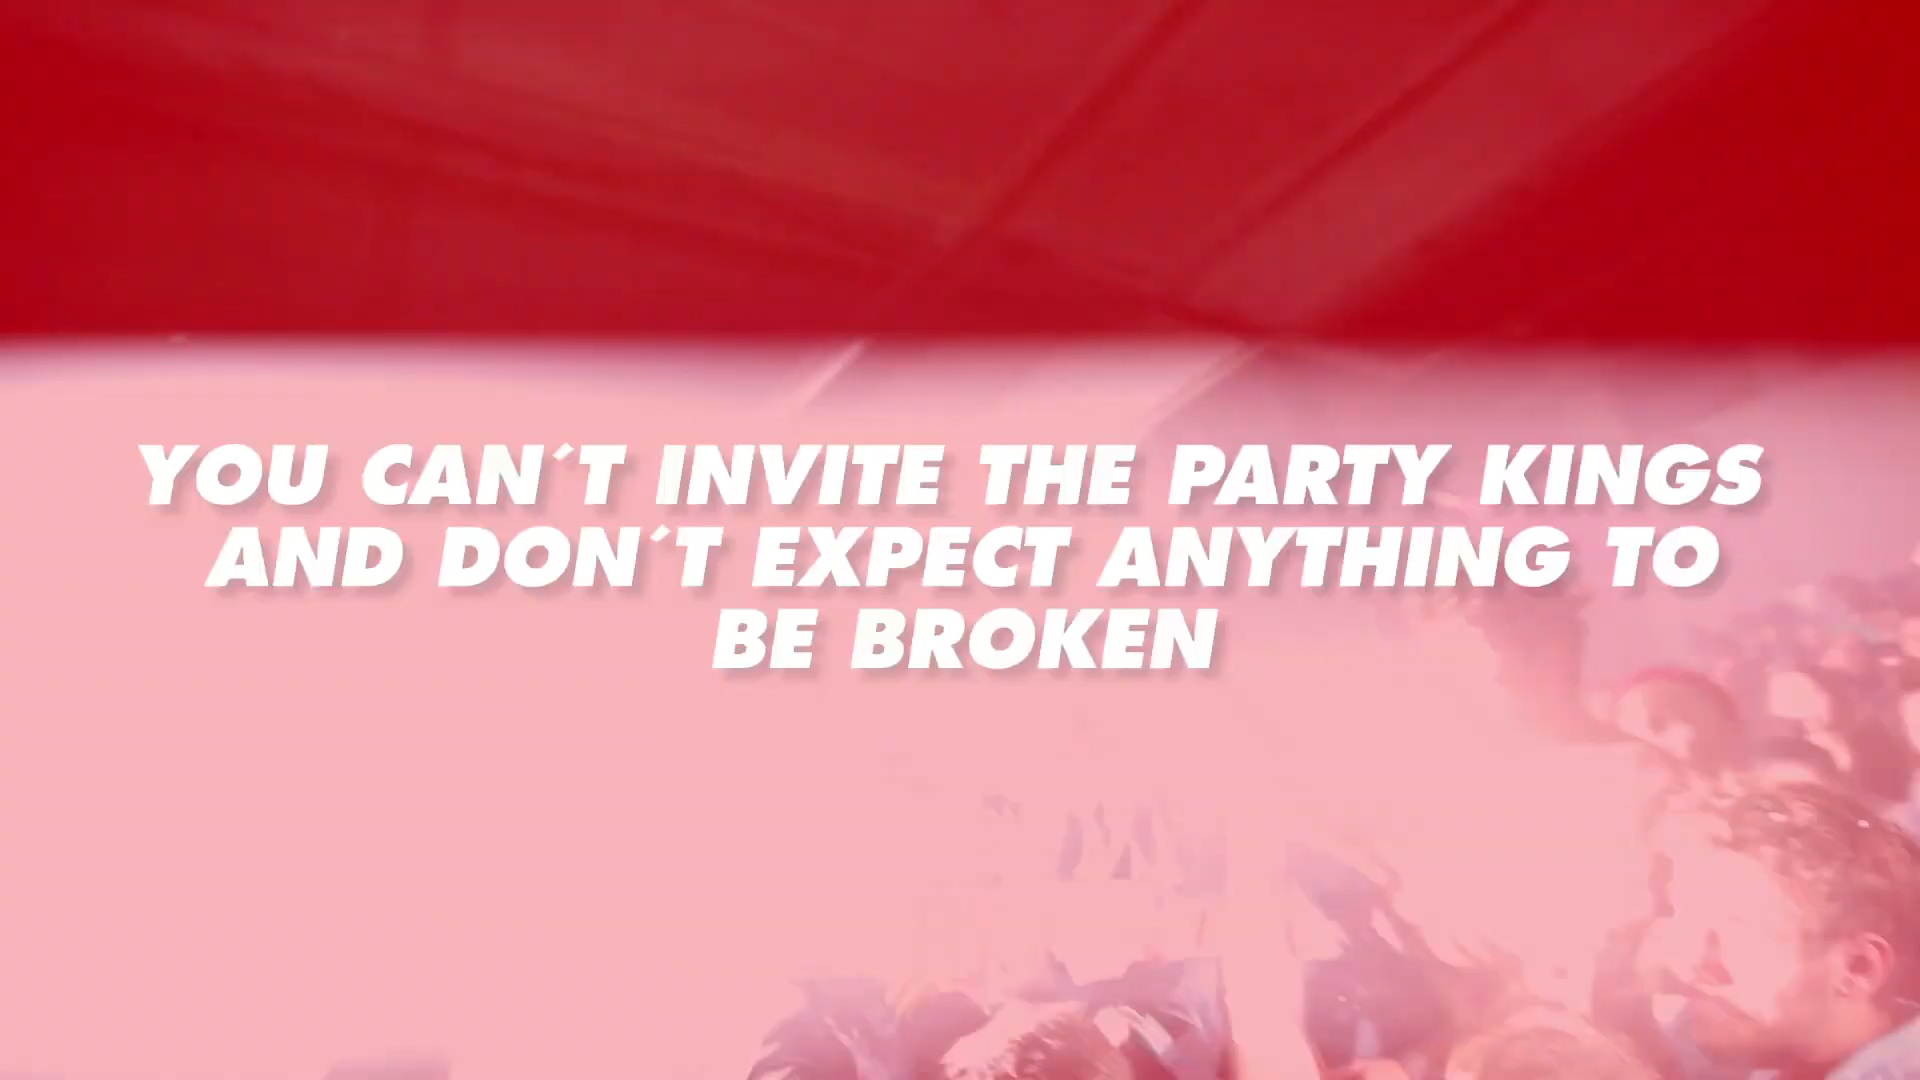 YOU CAN´T INVITE THE PARTY KINGS
AND DON´T EXPECT ANYTHING TO
BE BROKEN